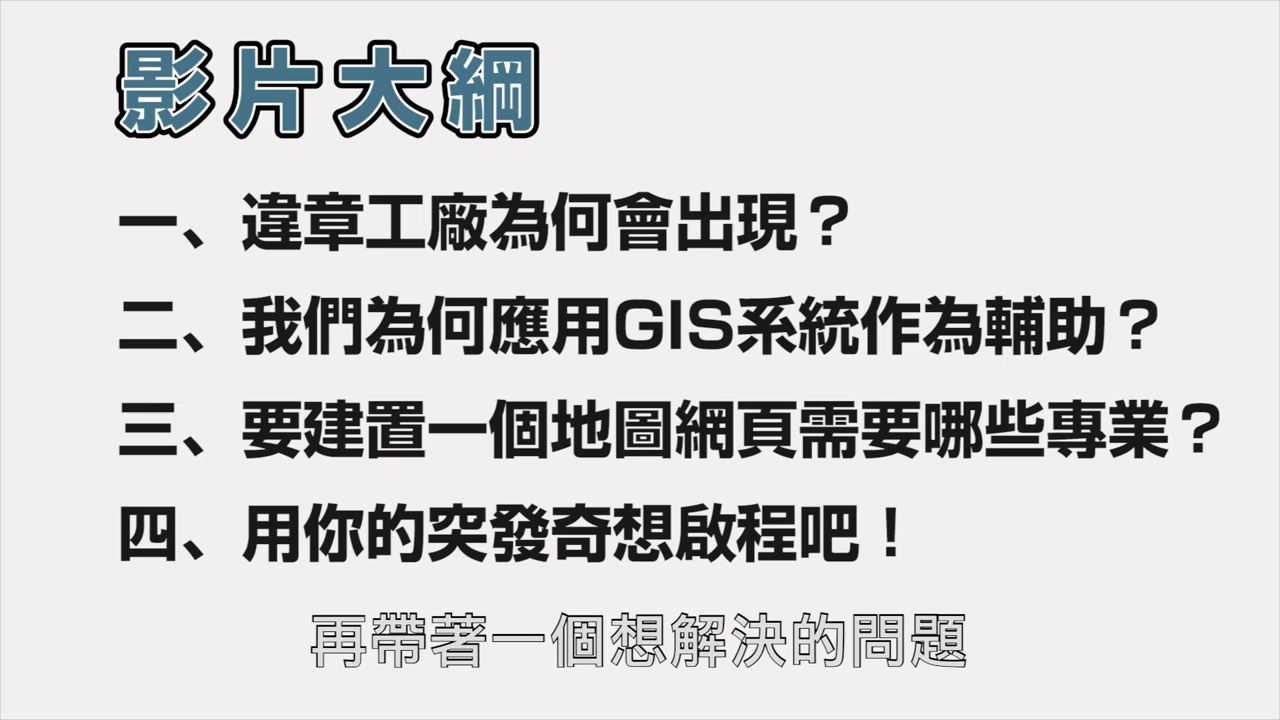 影片大綱
一、違章工廠為何會出現？
二、我們為何應用GIS系統作為輔助？
三、要建置一個地圖網頁需要哪些專業？
四、用你的突發奇想啟程吧！
再帶著一個想解決的問題